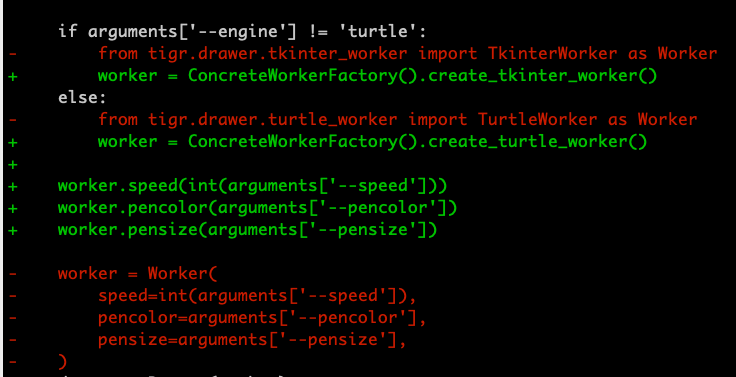 if arguments['--engine'] != 'turtle':
-        from tigr.drawer.tkinter_worker import TkinterWorker as Worker
+        worker = ConcreteWorkerFactory().create_tkinter_worker()
else:
-        from tigr.drawer.turtle_worker import TurtleWorker as Worker
+        worker = ConcreteWorkerFactory().create_turtle_worker()
+
+    worker.speed(int(arguments['--speed']))
+    worker.pencolor(arguments['--pencolor'])
+    worker.pensize(arguments['--pensize'])
-    worker = Worker(
-        speed=int(arguments['--speed']),
-        pencolor=arguments['--pencolor'],
-        pensize=arguments['--pensize'],
-    )